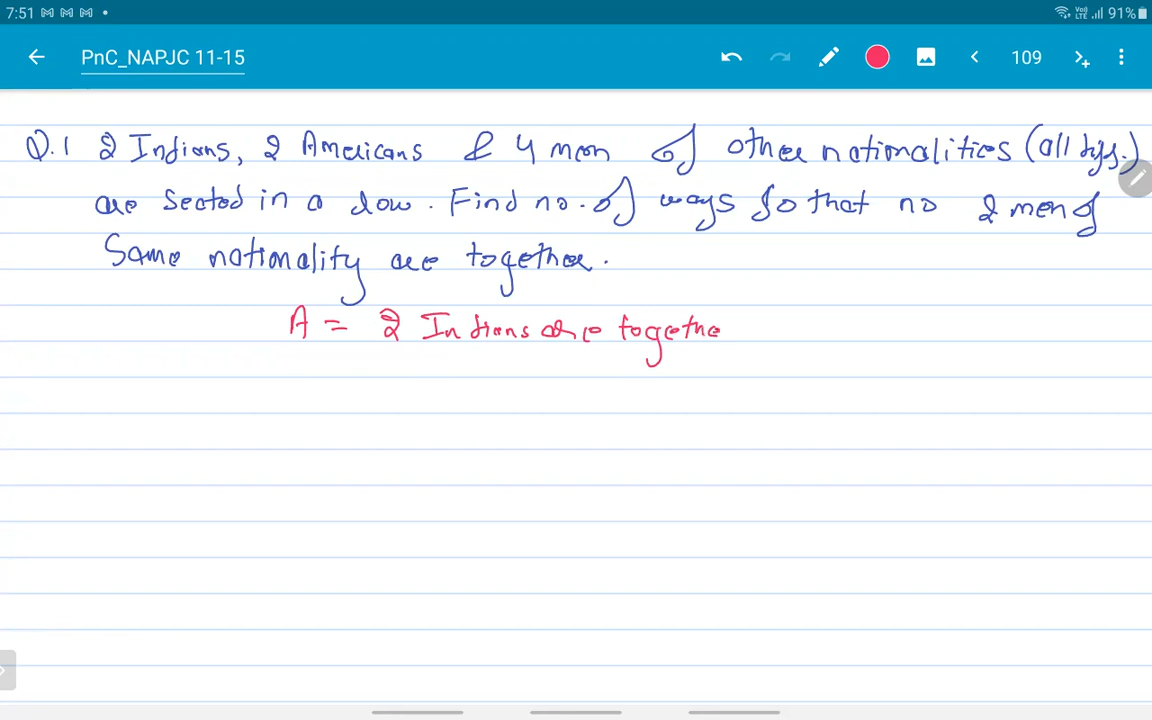 7:51 91%
PnC_NAPJC 11-15 109
Q.1 2 Indians, 2 Americans & 4 men of other nationalities (all diff.)
are seated in a row. Find no. of ways so that no 2 men of
same nationality are together.
A = 2 Indians are togethe